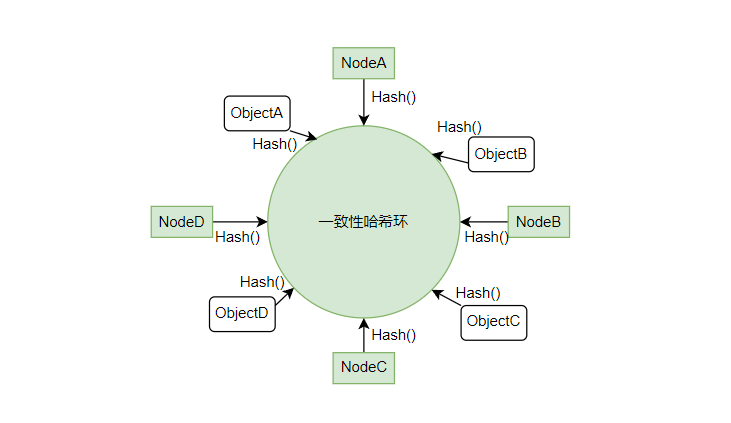 NodeA
Hash()
ObjectA
Hash()
Hash()
ObjectB
NodeD
Hash()
一致性哈希环
NodeB
Hash()
Hash()
ObjectD
Hash()
ObjectC
Hash()
NodeC